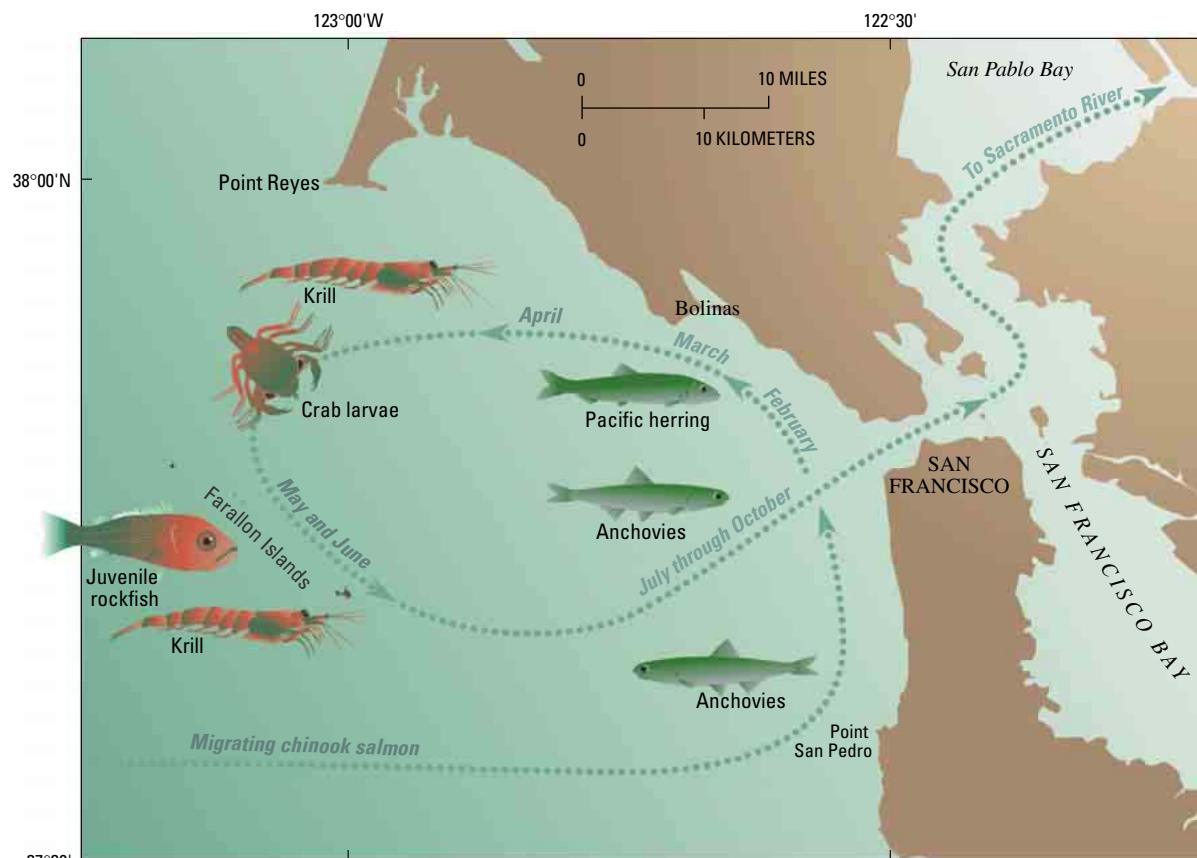 123°00'W
122°30'
San Pablo Bay
0
10 MILES
0
10 KILOMETERS
To Sacramento River
38°00'N
Point Reyes
Krill
Bolinas
April
March
February
Crab larvae
Pacific herring
SAN
FRANCISCO
SAN FRANCISCO BAY
Anchovies
May and June
Farallon Islands
July through October
Juvenile
rockfish
Krill
Anchovies
Migrating chinook salmon
Point
San Pedro